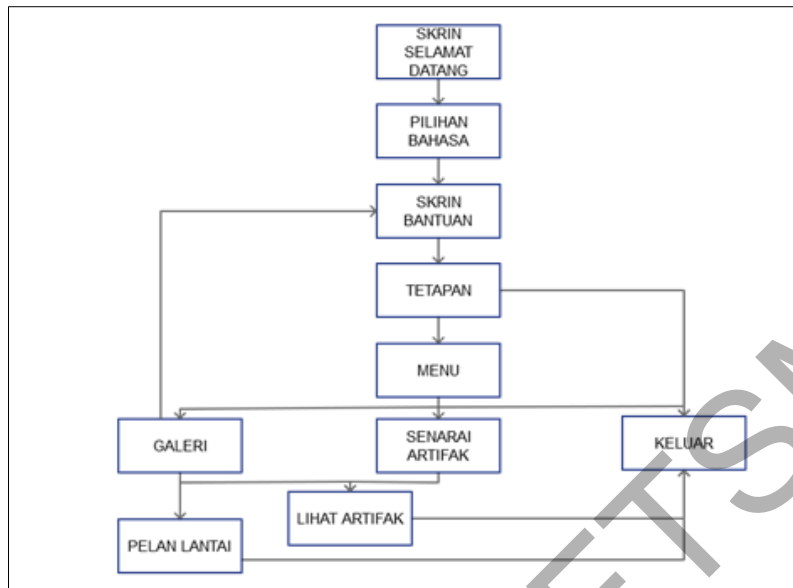 SKRIN
SELAMAT
DATANG
PILIHAN
BAHASA
SKRIN
BANTUAN
TETAPAN
MENU
GALERI
SENARAI
ARTIFAK
KELUAR
LIHAT ARTIFAK
PELAN LANTAI